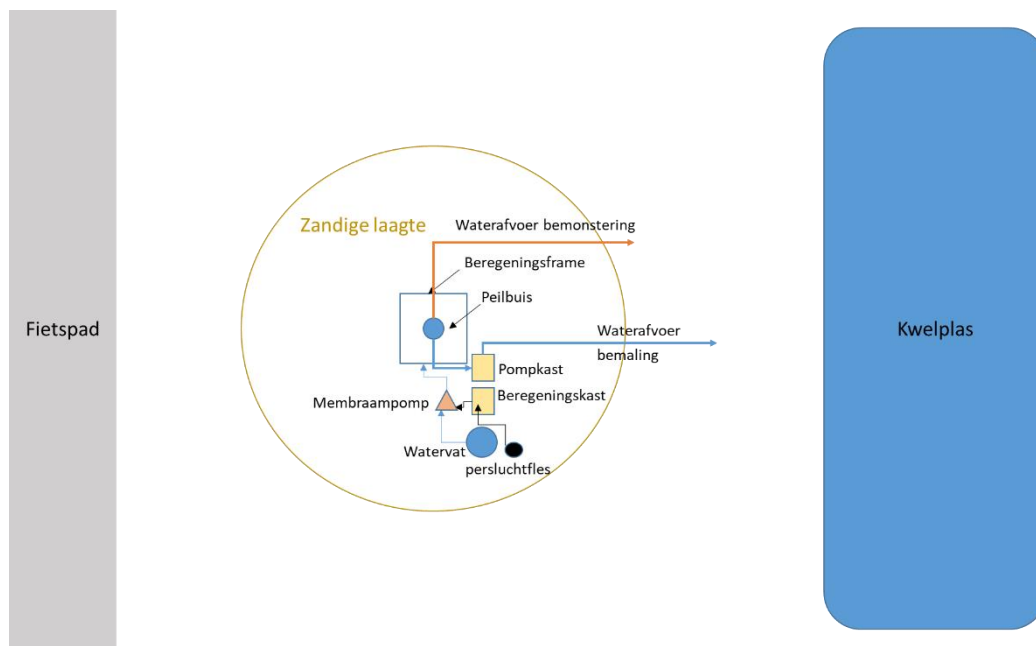 Zandige laagte
Waterafvoer bemonstering
Beregeningsframe
Peilbuis
Fietspad
Waterafvoer
bemaling
Kwelplas
Pompkast
Membraampomp
Beregeningskast
Watervat
persluchtfles